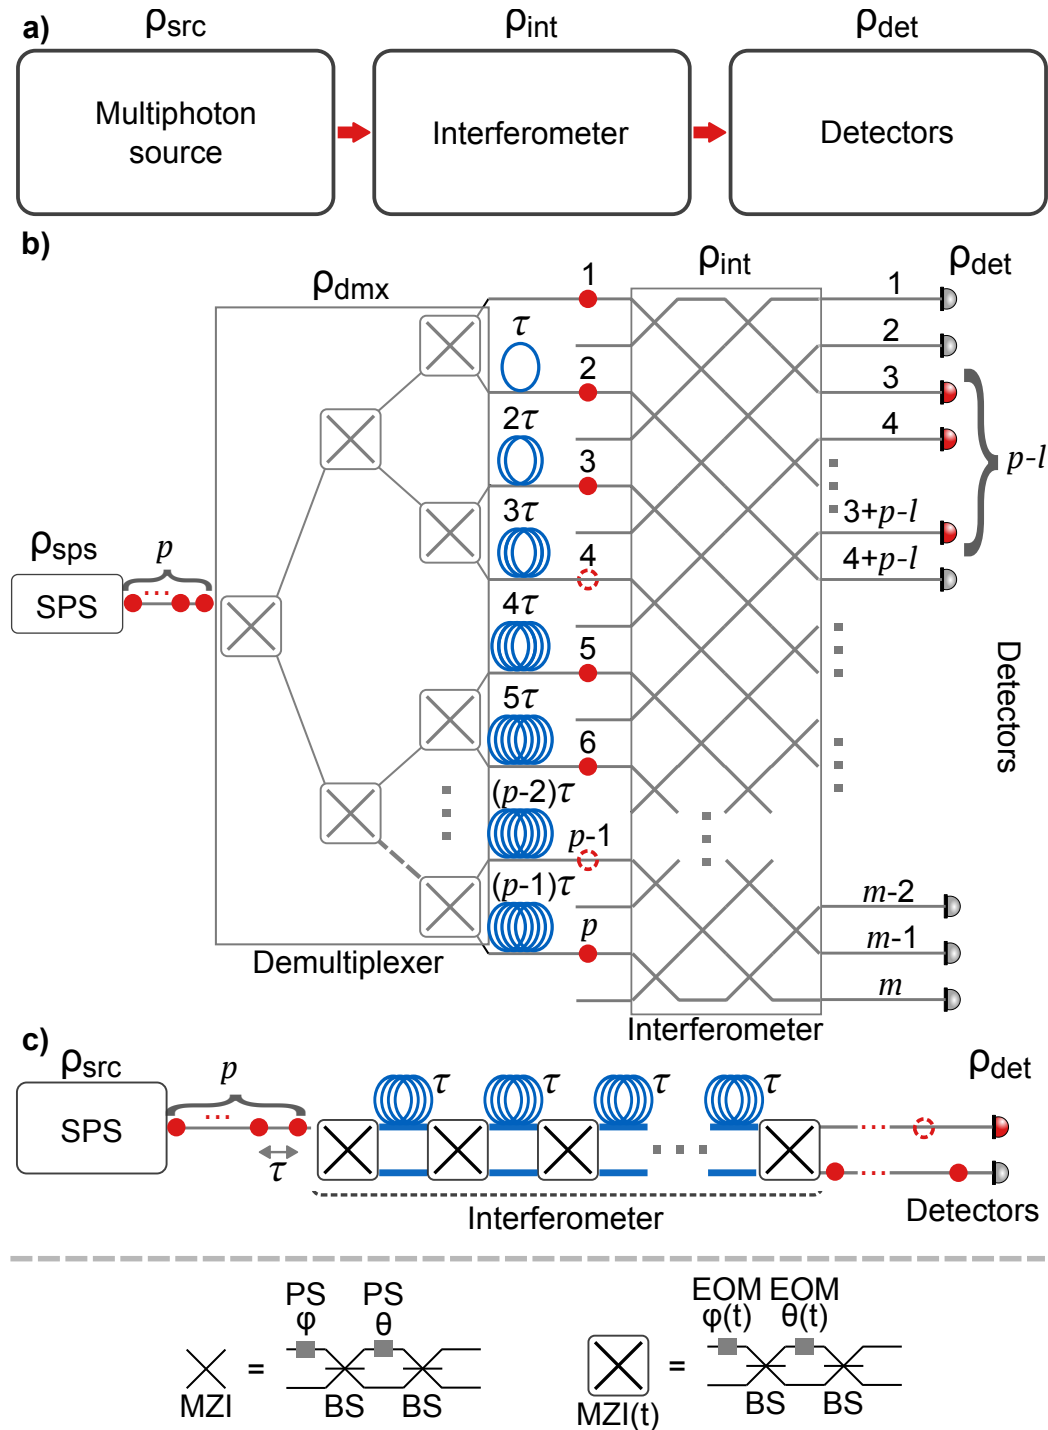 a)
ρsrc
ρint
ρdet
Multiphoton
source
Interferometer
Detectors
b)
ρdmx
ρint
ρdet
ρsps
SPS
p
τ
2τ
3τ
4τ
5τ
(p-2)τ
(p-1)τ
1
2
3
4
5
6
p-1
p
1
2
3
4
3+p-l
4+p-l
m-2
m-1
m
p-l
Detectors
Demultiplexer
Interferometer
c)
ρsrc
SPS
p
τ
τ
τ
τ
τ
ρdet
Interferometer
Detectors
PS
φ
PS
θ
MZI
=
BS
BS
EOM
φ(t)
EOM
θ(t)
MZI(t)
=
BS
BS